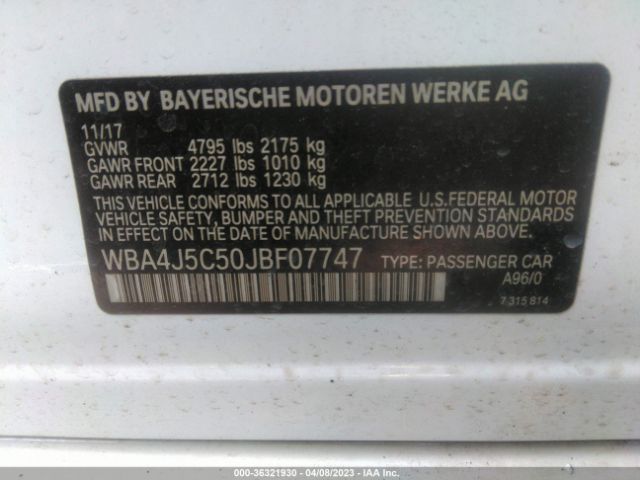 MFD BY BAYERISCHE MOTOREN WERKE AG
11/17
GVWR 4795 lbs 2175 kg
GAWR FRONT 2227 lbs 1010 kg
GAWR REAR 2712 lbs 1230 kg
THIS VEHICLE CONFORMS TO ALL APPLICABLE U.S.FEDERAL MOTOR
VEHICLE SAFETY, BUMPER AND THEFT PREVENTION STANDARDS
IN EFFECT ON THE DATE OF MANUFACTURE SHOWN ABOVE.
WBA4J5C50JBF07747 TYPE: PASSENGER CAR
A96/0
7 315 814
000-36321930 - 04/08/2023 - IAA Inc.